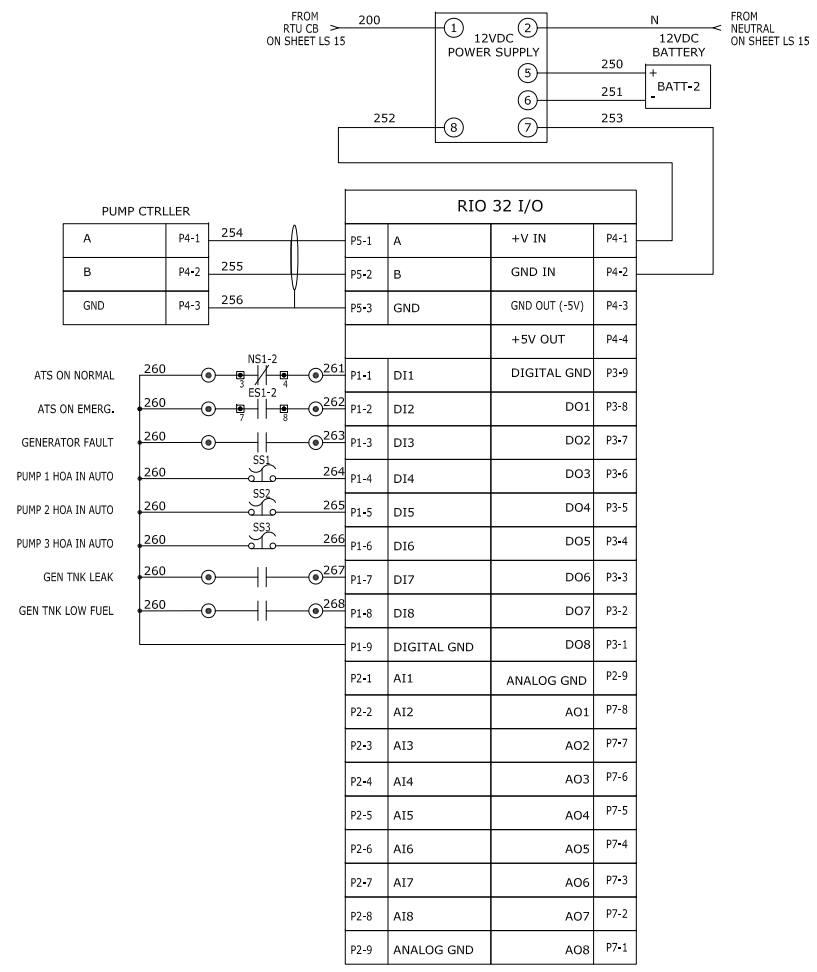 FROM
RTU CB
ON SHEET LS 15
> 200
1
2
N <
FROM
NEUTRAL
ON SHEET LS 15
12VDC
POWER SUPPLY
12VDC
BATTERY
5 250 +
BATT-2
6 251 -
252 8 7 253
RIO 32 I/O
PUMP CTRLLER
A P4-1 254 P5-1 A +V IN P4-1
B P4-2 255 P5-2 B GND IN P4-2
GND P4-3 256 P5-3 GND GND OUT (-5V) P4-3
+5V OUT P4-4
NS1-2
ATS ON NORMAL 260 3 4 261 P1-1 DI1 DIGITAL GND P3-9
ES1-2
ATS ON EMERG. 260 7 8 262 P1-2 DI2 DO1 P3-8
GENERATOR FAULT 260 263 P1-3 DI3 DO2 P3-7
SS1
PUMP 1 HOA IN AUTO 260 264 P1-4 DI4 DO3 P3-6
SS2
PUMP 2 HOA IN AUTO 260 265 P1-5 DI5 DO4 P3-5
SS3
PUMP 3 HOA IN AUTO 260 266 P1-6 DI6 DO5 P3-4
GEN TNK LEAK 260 267 P1-7 DI7 DO6 P3-3
GEN TNK LOW FUEL 260 268 P1-8 DI8 DO7 P3-2
P1-9 DIGITAL GND DO8 P3-1
P2-1 AI1 ANALOG GND P2-9
P2-2 AI2 AO1 P7-8
P2-3 AI3 AO2 P7-7
P2-4 AI4 AO3 P7-6
P2-5 AI5 AO4 P7-5
P2-6 AI6 AO5 P7-4
P2-7 AI7 AO6 P7-3
P2-8 AI8 AO7 P7-2
P2-9 ANALOG GND AO8 P7-1